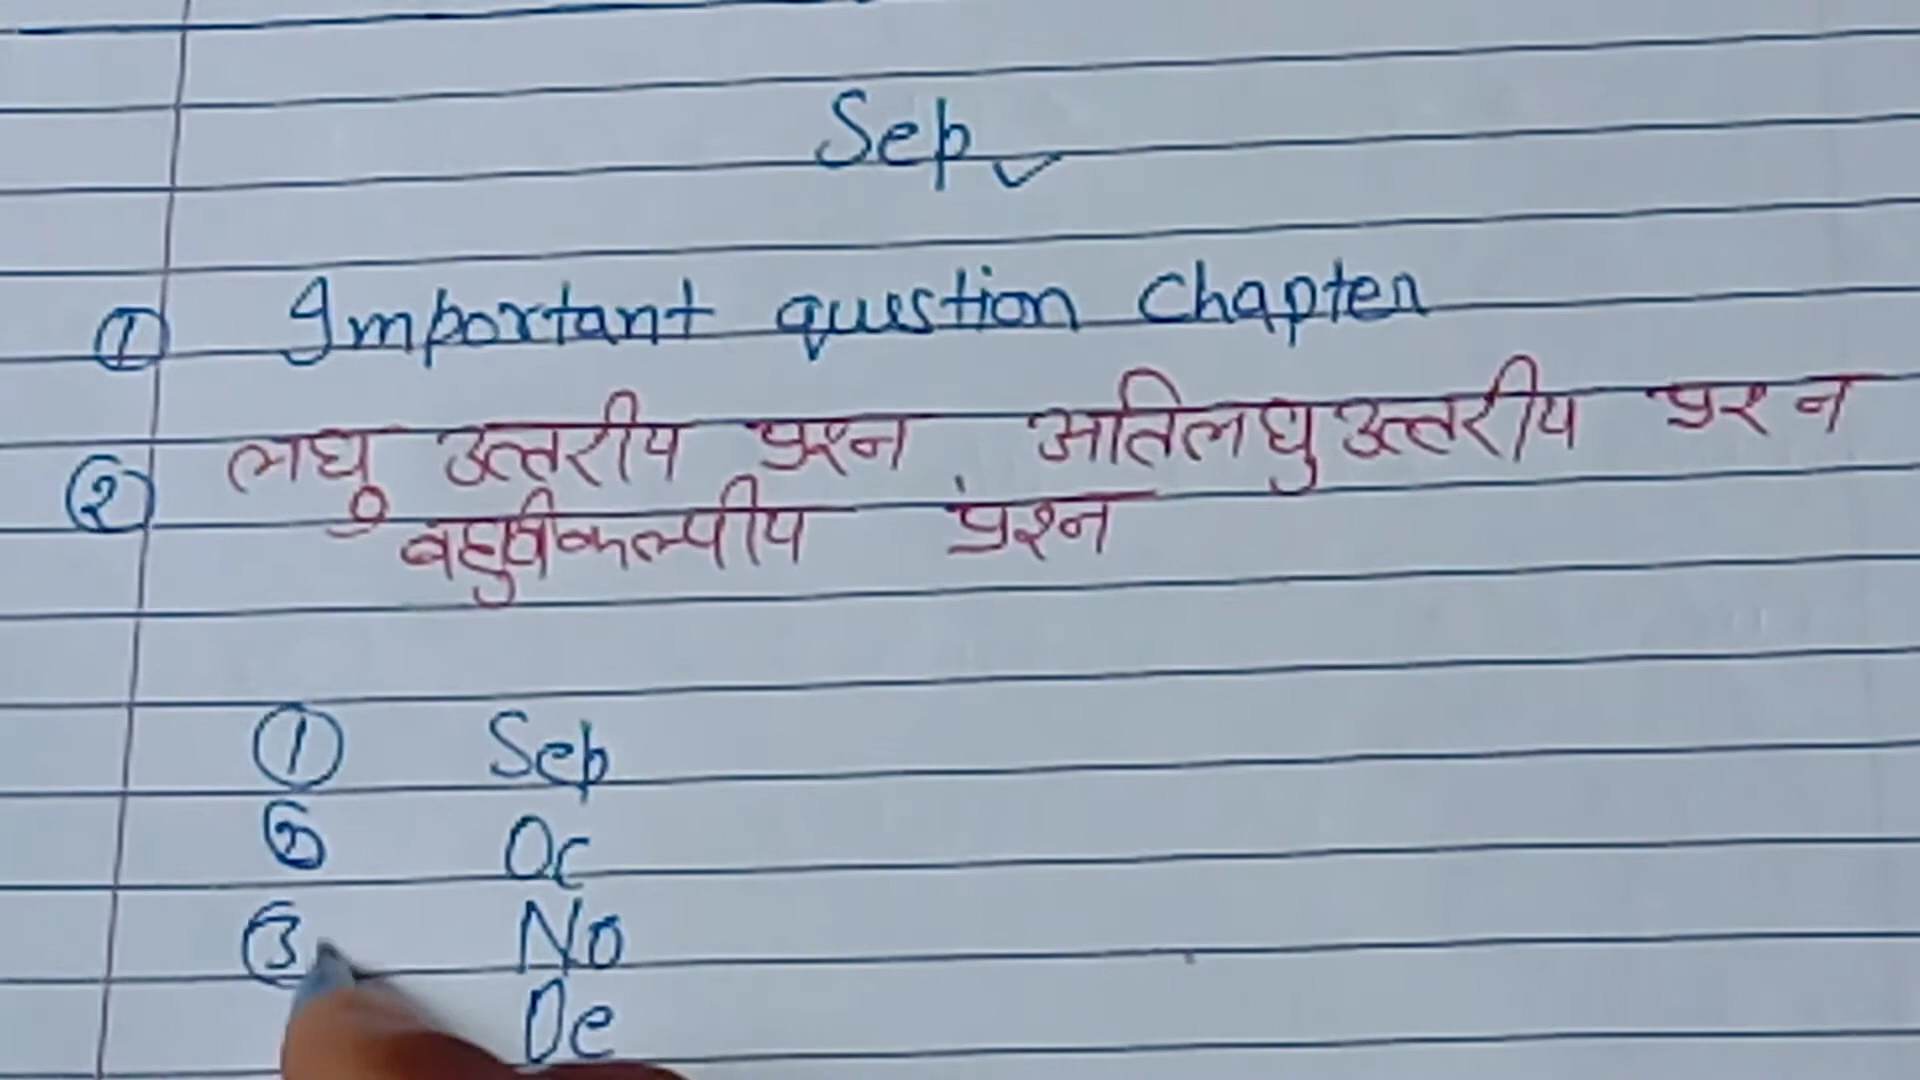 Sep ✓
① Important question Chapter
② लघु उत्तरीय प्रश्न अतिलघु उत्तरीय प्रश्न
बहुविकल्पीय प्रश्न
① Sep
② Oc
③ No
De